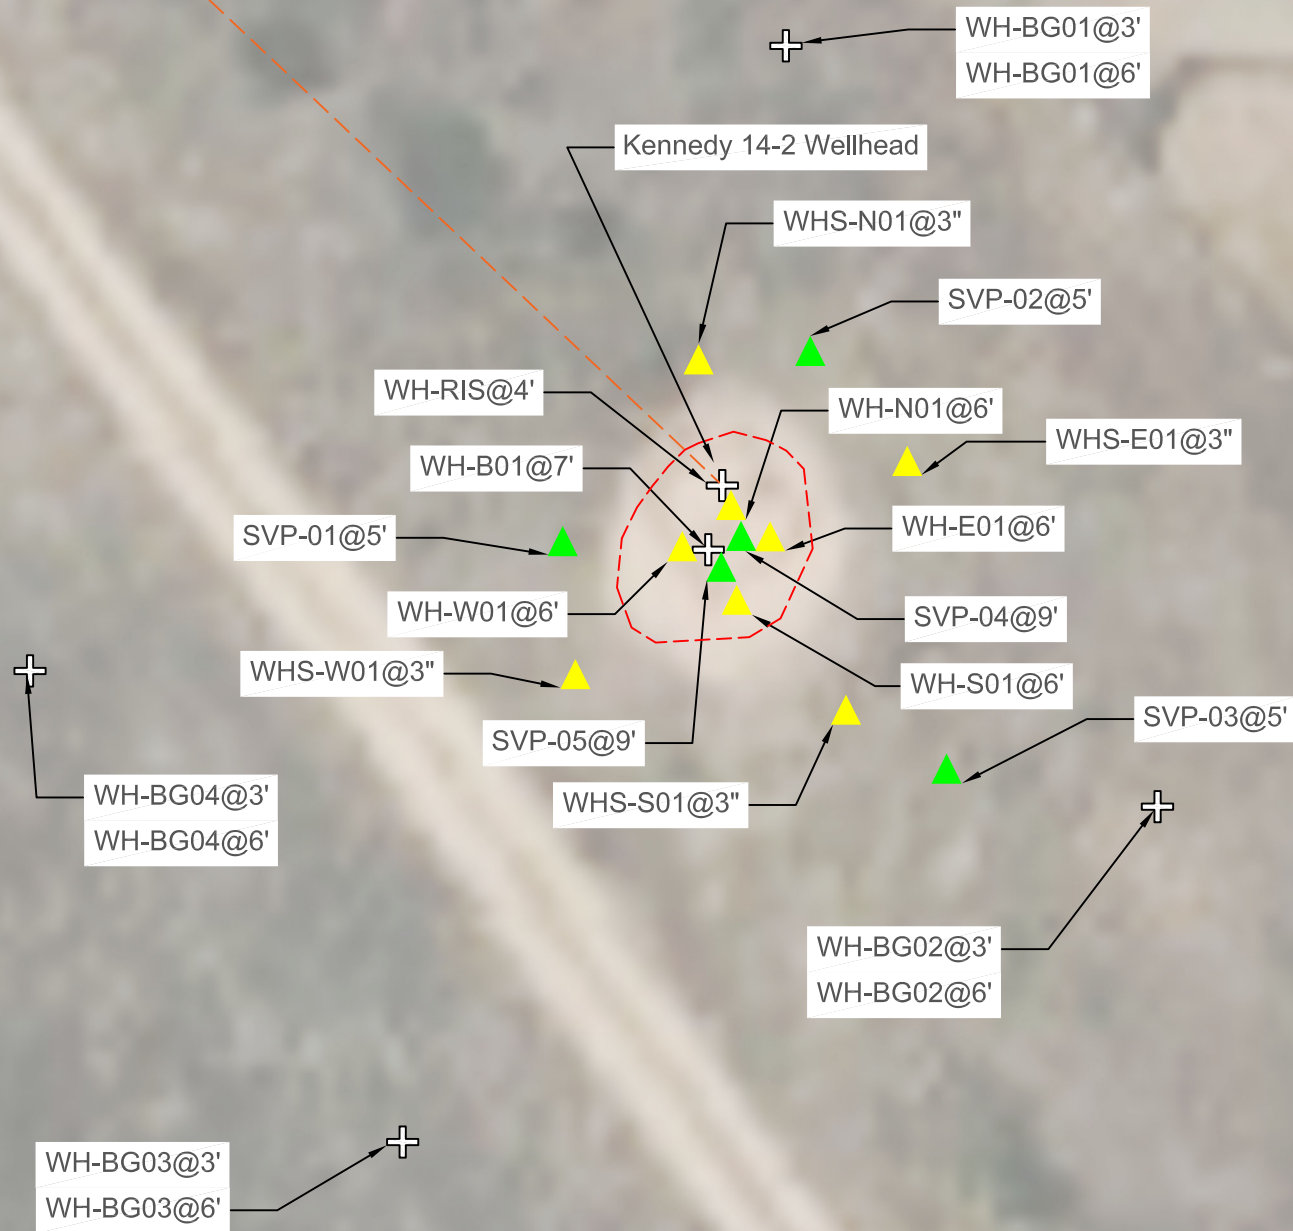 WH-BG01@3'
WH-BG01@6'
Kennedy 14-2 Wellhead
WHS-N01@3"
SVP-02@5'
WH-RIS@4'
WH-N01@6'
WHS-E01@3"
WH-B01@7'
SVP-01@5'
WH-E01@6'
WH-W01@6'
SVP-04@9'
WHS-W01@3"
WH-S01@6'
SVP-05@9'
SVP-03@5'
WHS-S01@3"
WH-BG04@3'
WH-BG04@6'
WH-BG02@3'
WH-BG02@6'
WH-BG03@3'
WH-BG03@6'